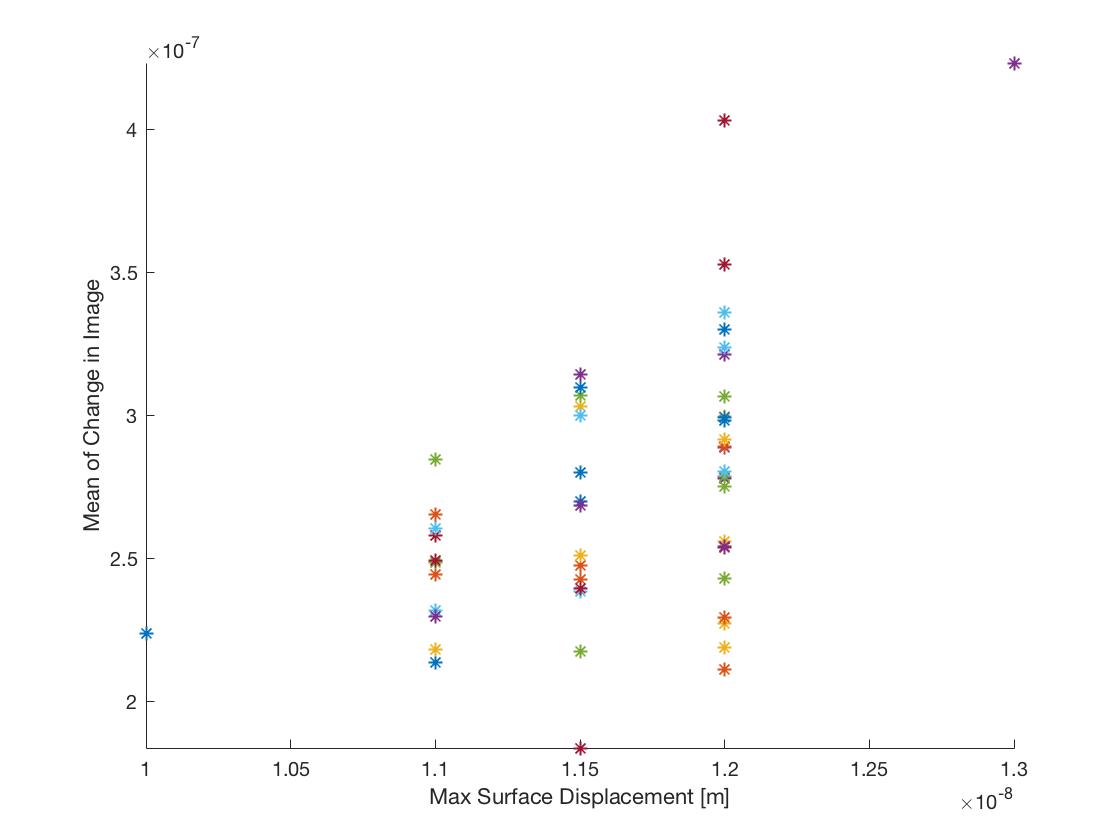 ×10⁻⁷
4
3.5
3
2.5
2
Mean of Change in Image
1 1.05 1.1 1.15 1.2 1.25 1.3
Max Surface Displacement [m]
×10⁻⁸